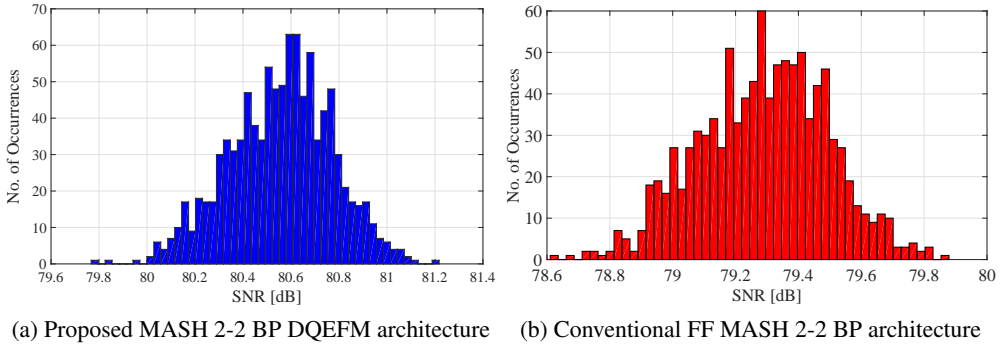 70
60
50
40
30
20
10
0
No. of Occurrences
79.6 79.8 80 80.2 80.4 80.6 80.8 81 81.2 81.4
SNR [dB]
(a) Proposed MASH 2-2 BP DQEFM architecture
60
50
40
30
20
10
0
No. of Occurrences
78.6 78.8 79 79.2 79.4 79.6 79.8 80
SNR [dB]
(b) Conventional FF MASH 2-2 BP architecture